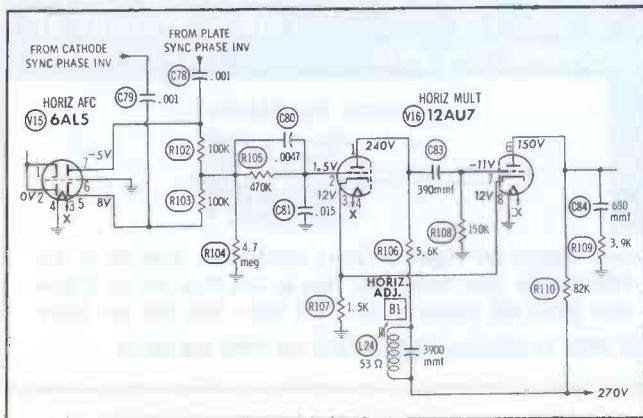 FROM PLATE
SYNC PHASE INV
FROM CATHODE
SYNC PHASE INV
C78 .001
C79 .001
HORIZ AFC
V15 6AL5
C80
.0047
HORIZ MULT
V16 12AU7
-5V
7
R102 100K
R105
470K
1.5V
1
240V
C83
390mmf
-11V
6
150V
1
2
6
0V
4 3 5
8V
X
R103 100K
C81 .015
2
12V
3 4
X
7
12V
8
X
C84 680
mmf
R108 150K
R109 3.9K
R104 4.7
meg
R106 5.6K
R110 82K
HORIZ.
ADJ.
B1
R107 1.5K
L24
53 Ω
3900
mmf
270V